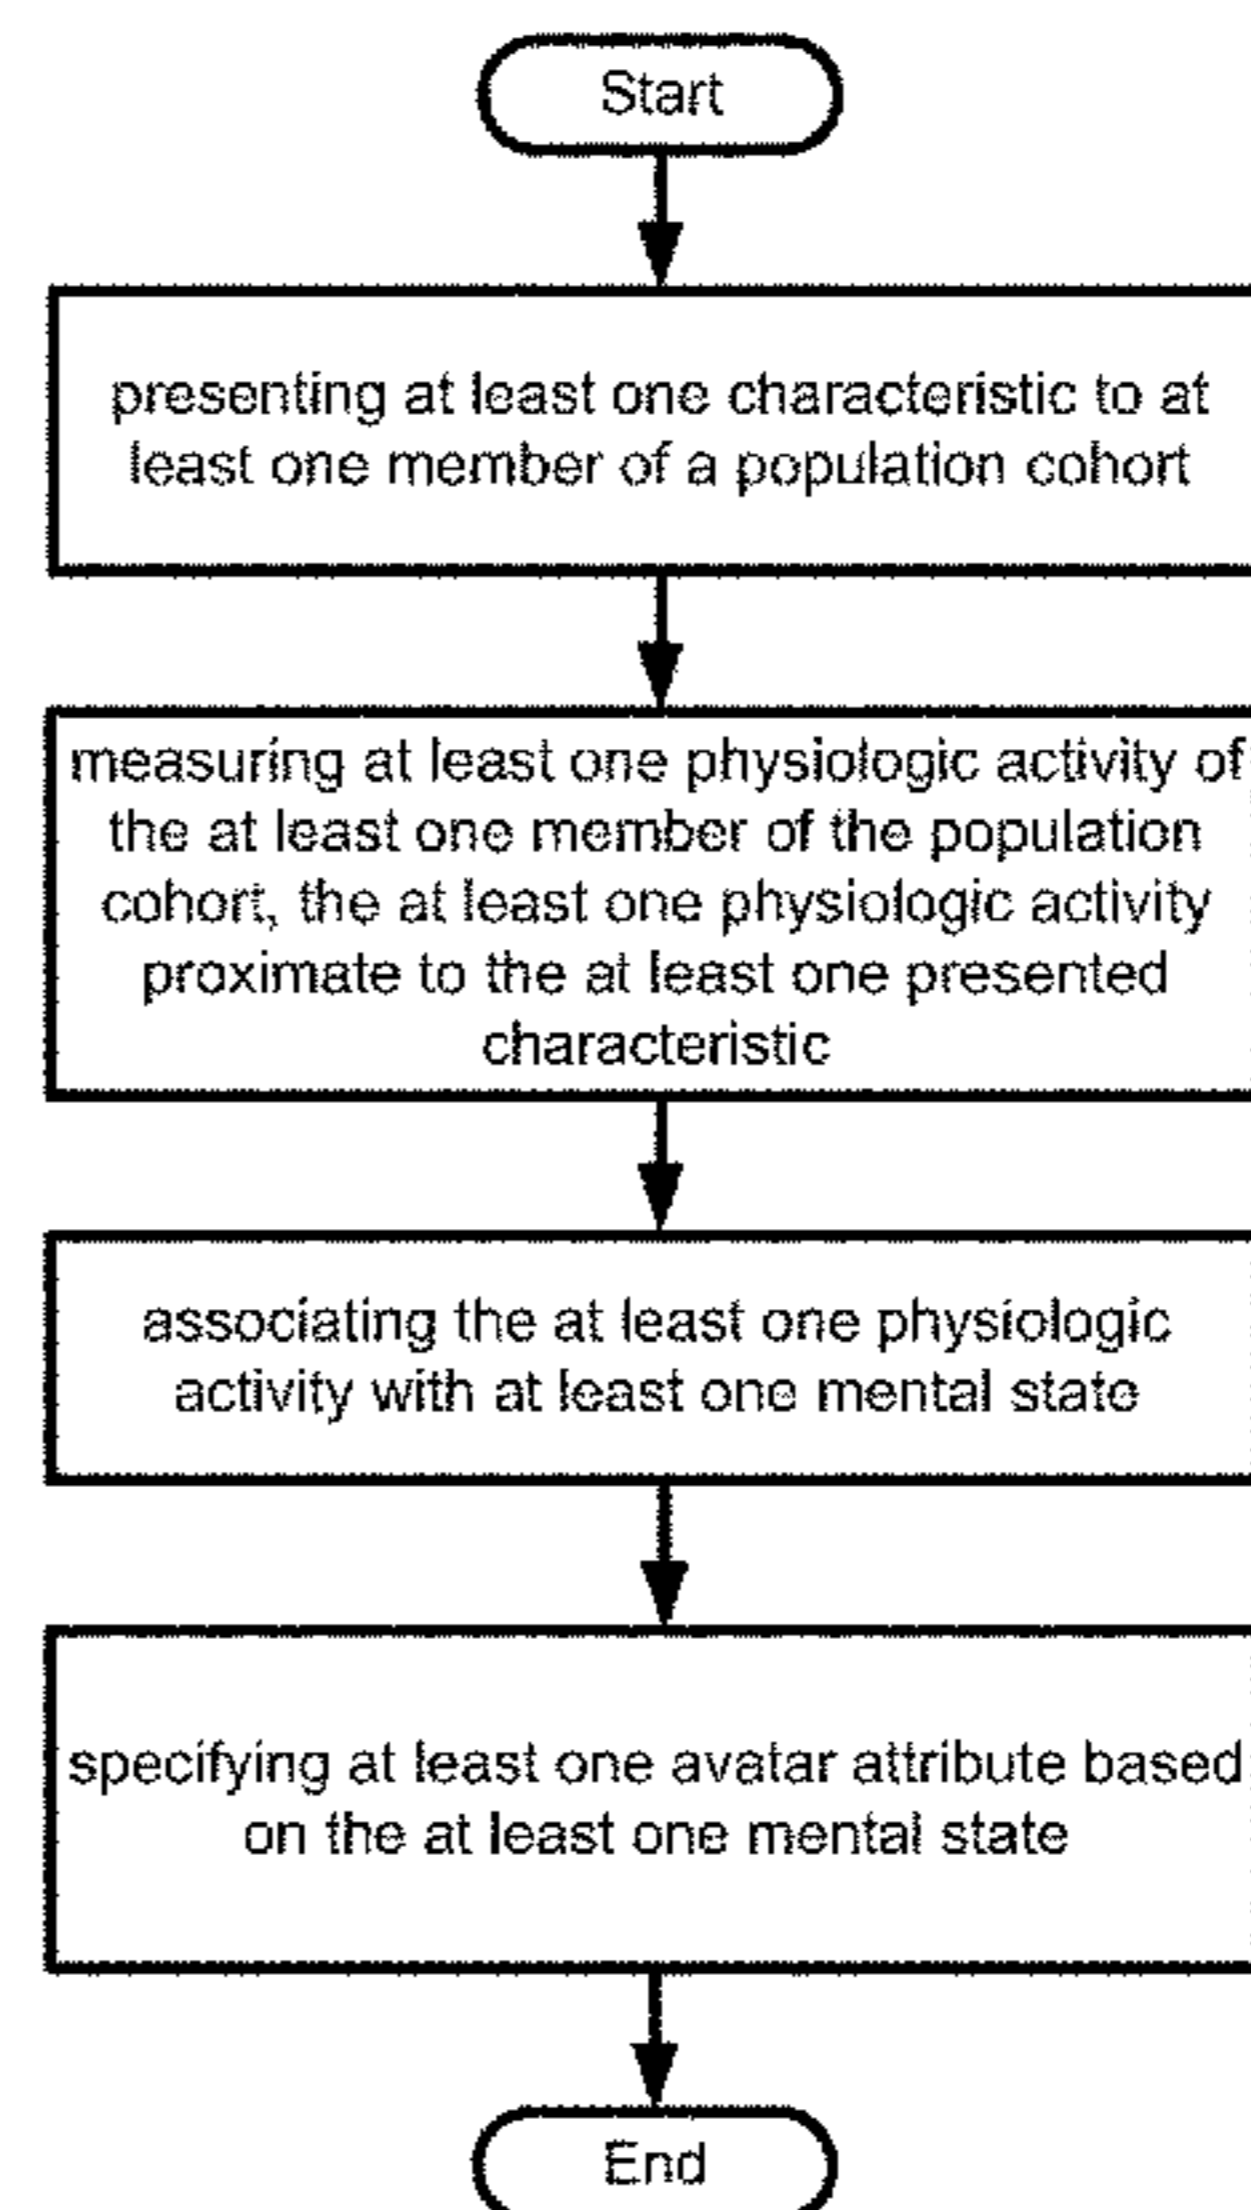 Start
presenting at least one characteristic to at
least one member of a population cohort
measuring at least one physiologic activity of
the at least one member of the population
cohort, the at least one physiologic activity
proximate to the at least one presented
characteristic
associating the at least one physiologic
activity with at least one mental state
specifying at least one avatar attribute based
on the at least one mental state
End